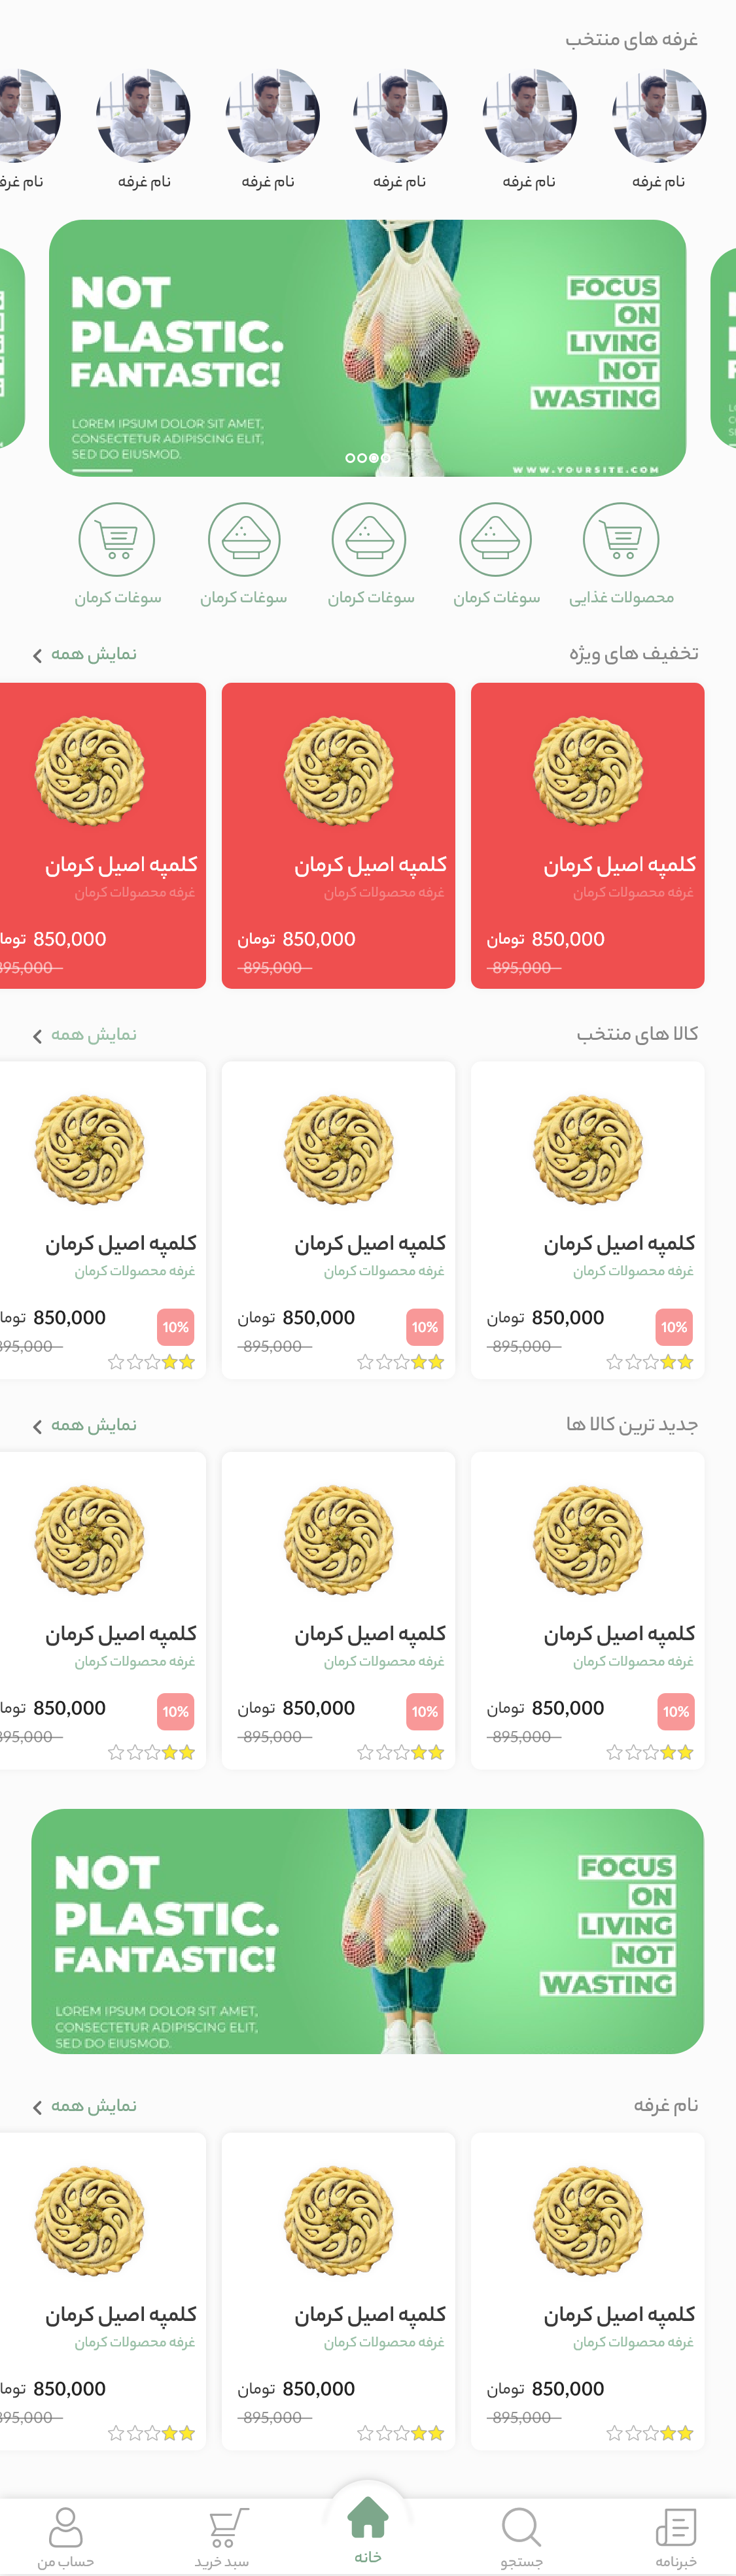 غرفه های منتخب
نام غرفه
نام غرفه
نام غرفه
نام غرفه
نام غرفه
نام غرفه
NOT
PLASTIC.
FANTASTIC!
LOREM IPSUM DOLOR SIT AMET,
CONSECTETUR ADIPISCING ELIT,
SED DO EIUSMOD.
FOCUS
ON
LIVING
NOT
WASTING
WWW.YOURSITE.COM
محصولات غذایی
سوغات کرمان
سوغات کرمان
سوغات کرمان
سوغات کرمان
تخفیف های ویژه
نمایش همه
کلمپه اصیل کرمان
غرفه محصولات کرمان
850,000 تومان
895,000
کلمپه اصیل کرمان
غرفه محصولات کرمان
850,000 تومان
895,000
کلمپه اصیل کرمان
غرفه محصولات کرمان
850,000
895,000
کالا های منتخب
نمایش همه
کلمپه اصیل کرمان
غرفه محصولات کرمان
850,000 تومان
10%
895,000
کلمپه اصیل کرمان
غرفه محصولات کرمان
850,000 تومان
10%
895,000
کلمپه اصیل کرمان
غرفه محصولات کرمان
850,000
10%
895,000
جدید ترین کالا ها
نمایش همه
کلمپه اصیل کرمان
غرفه محصولات کرمان
850,000 تومان
10%
895,000
کلمپه اصیل کرمان
غرفه محصولات کرمان
850,000 تومان
10%
895,000
کلمپه اصیل کرمان
غرفه محصولات کرمان
850,000
10%
895,000
NOT
PLASTIC.
FANTASTIC!
LOREM IPSUM DOLOR SIT AMET,
CONSECTETUR ADIPISCING ELIT,
SED DO EIUSMOD.
FOCUS
ON
LIVING
NOT
WASTING
نام غرفه
نمایش همه
کلمپه اصیل کرمان
غرفه محصولات کرمان
850,000 تومان
895,000
کلمپه اصیل کرمان
غرفه محصولات کرمان
850,000 تومان
895,000
کلمپه اصیل کرمان
غرفه محصولات کرمان
850,000
895,000
خبرنامه
جستجو
خانه
سبد خرید
حساب من